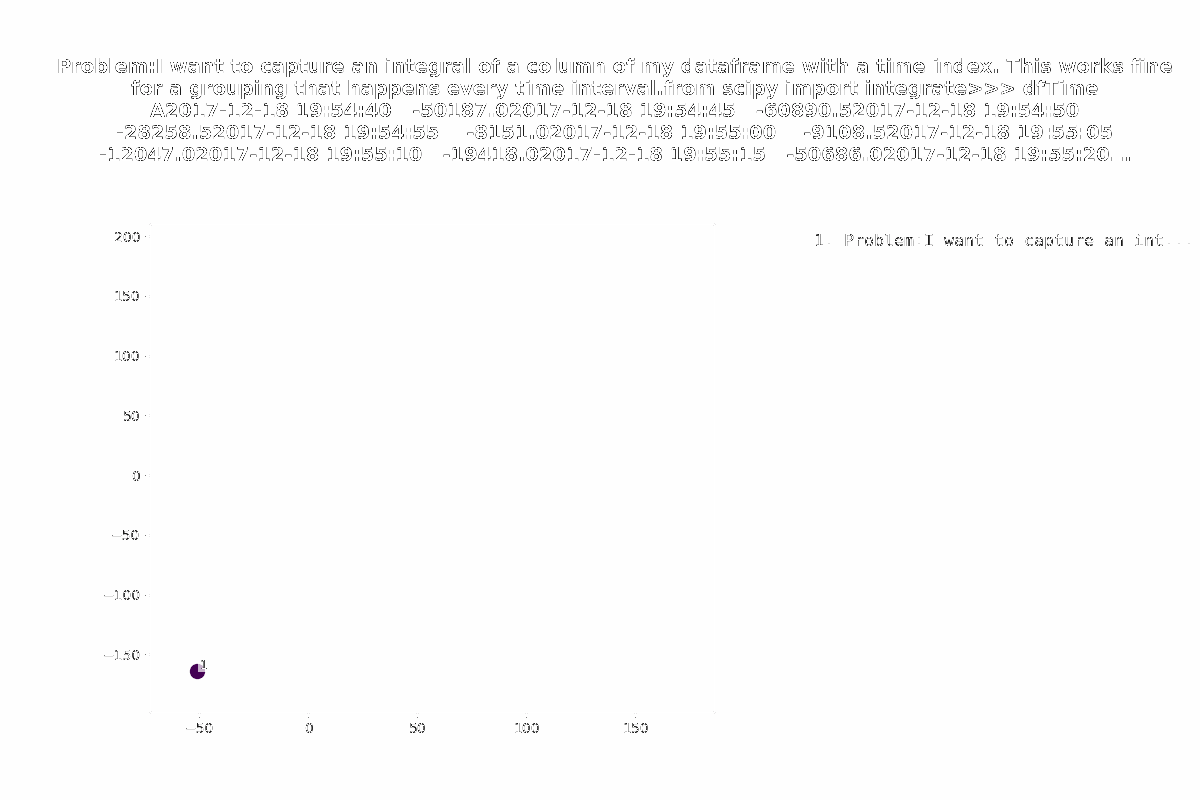 Problem:I want to capture an integral of a column of my dataframe with a time index. This works fine
for a grouping that happens every time interval.from scipy import integrate>>> dfTime
A2017-12-18 19:54:40 -50187.02017-12-18 19:54:45 -60890.52017-12-18 19:54:50
-28258.52017-12-18 19:54:55 -8151.02017-12-18 19:55:00 -9108.52017-12-18 19:55:05
-12047.02017-12-18 19:55:10 -19418.02017-12-18 19:55:15 -50686.02017-12-18 19:55:20...
200
1. Problem:I want to capture an int...
150
100
50
0
−50
−100
−150
1
−50 0 50 100 150